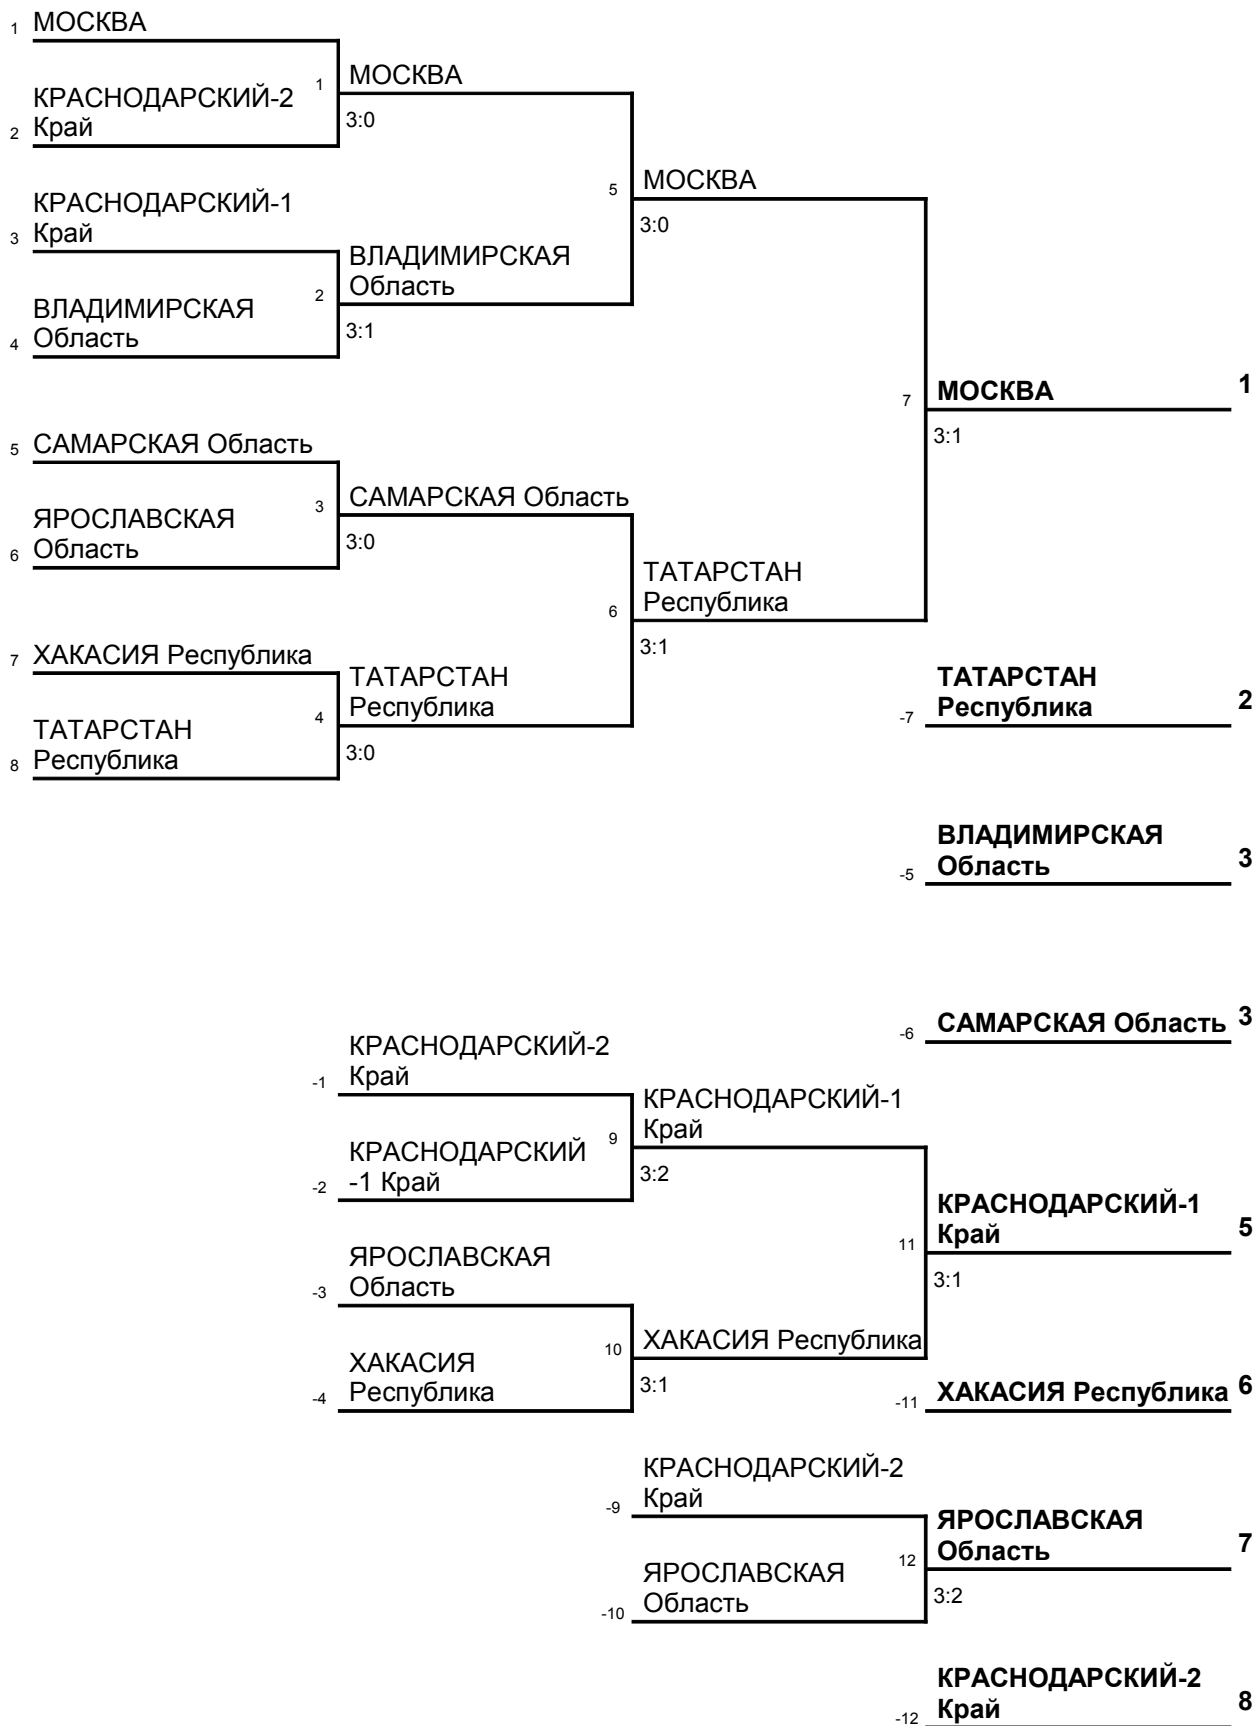 1 МОСКВА
1 МОСКВА
КРАСНОДАРСКИЙ-2
2 Край
3:0
5 МОСКВА
КРАСНОДАРСКИЙ-1
3 Край
3:0
ВЛАДИМИРСКАЯ
2 Область
ВЛАДИМИРСКАЯ
4 Область
3:1
7 МОСКВА 1
3:1
5 САМАРСКАЯ Область
3 САМАРСКАЯ Область
ЯРОСЛАВСКАЯ
6 Область
3:0
ТАТАРСТАН
6 Республика
3:1
7 ХАКАСИЯ Республика
ТАТАРСТАН
4 Республика
ТАТАРСТАН
8 Республика
3:0
ТАТАРСТАН
-7 Республика 2
ВЛАДИМИРСКАЯ
-5 Область 3
-6 САМАРСКАЯ Область 3
КРАСНОДАРСКИЙ-2
-1 Край
КРАСНОДАРСКИЙ-1
9 Край
КРАСНОДАРСКИЙ
-2 -1 Край
3:2
КРАСНОДАРСКИЙ-1
11 Край 5
3:1
ЯРОСЛАВСКАЯ
-3 Область
10 ХАКАСИЯ Республика
ХАКАСИЯ
-4 Республика
3:1
-11 ХАКАСИЯ Республика 6
КРАСНОДАРСКИЙ-2
-9 Край
ЯРОСЛАВСКАЯ
12 Область 7
ЯРОСЛАВСКАЯ
-10 Область
3:2
КРАСНОДАРСКИЙ-2
-12 Край 8